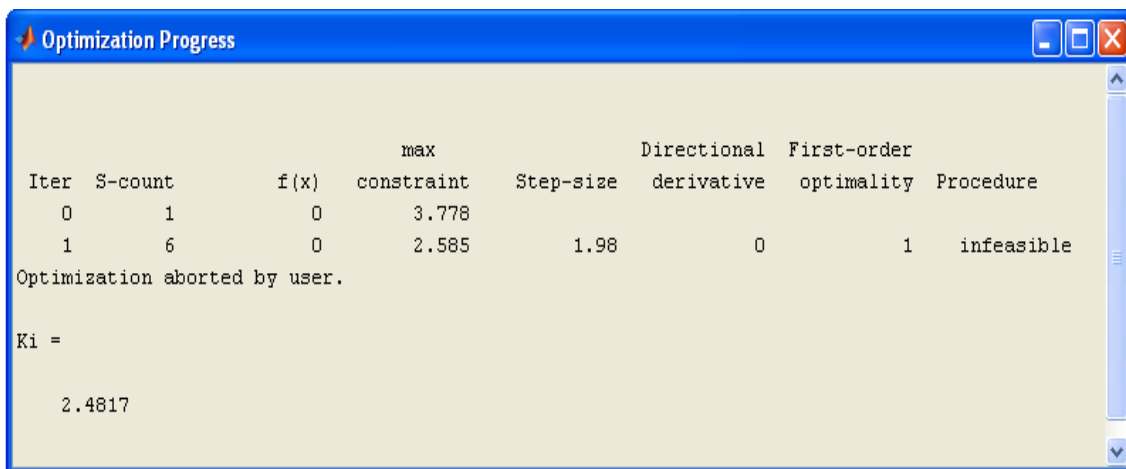 Optimization Progress
max Directional First-order
Iter S-count f(x) constraint Step-size derivative optimality Procedure
0 1 0 3.778
1 6 0 2.585 1.98 0 1 infeasible
Optimization aborted by user.
Ki =
2.4817